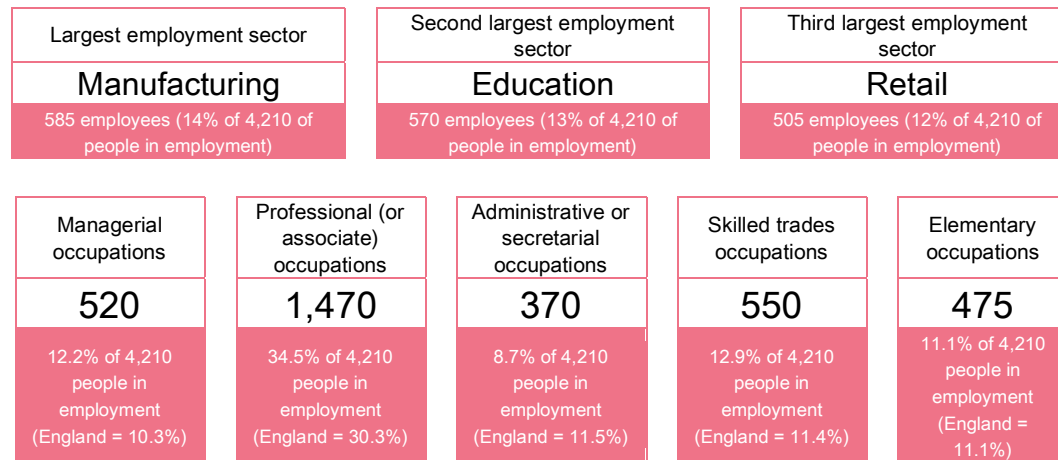 Largest employment sector
Manufacturing
585 employees (14% of 4,210 of
people in employment)
Second largest employment
sector
Education
570 employees (13% of 4,210 of
people in employment)
Third largest employment
sector
Retail
505 employees (12% of 4,210 of
people in employment)
Managerial
occupations
520
12.2% of 4,210
people in
employment
(England = 10.3%)
Professional (or
associate)
occupations
1,470
34.5% of 4,210
people in
employment
(England = 30.3%)
Administrative or
secretarial
occupations
370
8.7% of 4,210
people in
employment
(England = 11.5%)
Skilled trades
occupations
550
12.9% of 4,210
people in
employment
(England = 11.4%)
Elementary
occupations
475
11.1% of 4,210
people in
employment
(England =
11.1%)